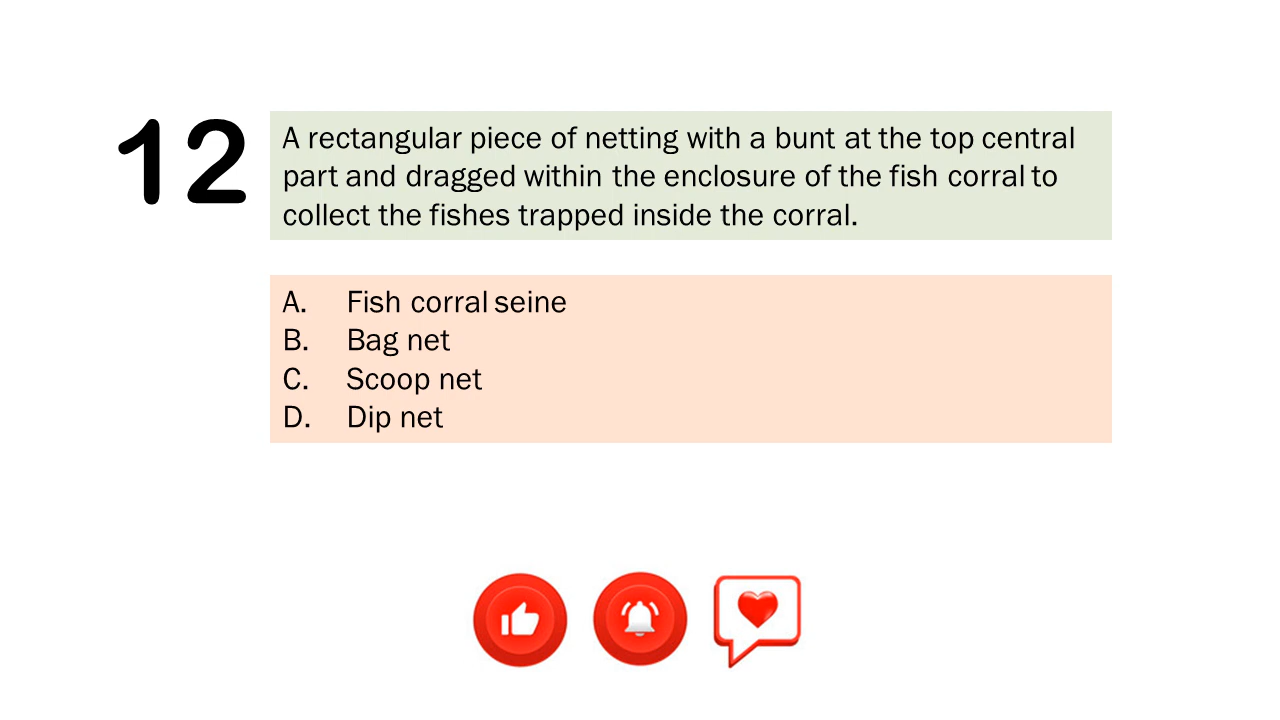 12
A rectangular piece of netting with a bunt at the top central
part and dragged within the enclosure of the fish corral to
collect the fishes trapped inside the corral.
A. Fish corral seine
B. Bag net
C. Scoop net
D. Dip net